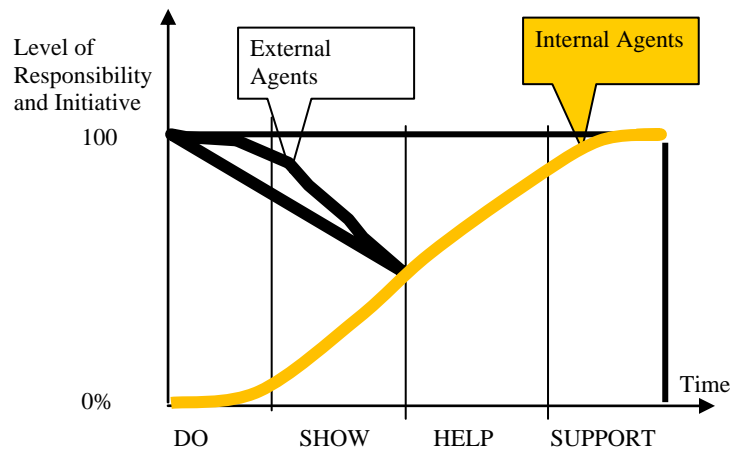 Level of
Responsibility
and Initiative
External
Agents
Internal Agents
100
0%
Time
DO SHOW HELP SUPPORT